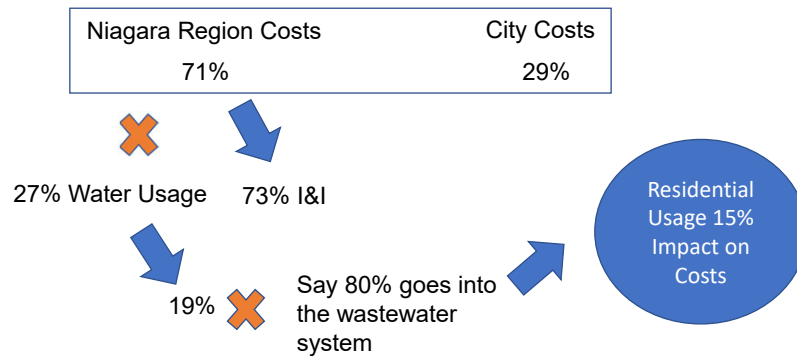 Niagara Region Costs
City Costs
71%
29%
27% Water Usage
73% I&I
19%
Say 80% goes into
the wastewater
system
Residential
Usage 15%
Impact on
Costs